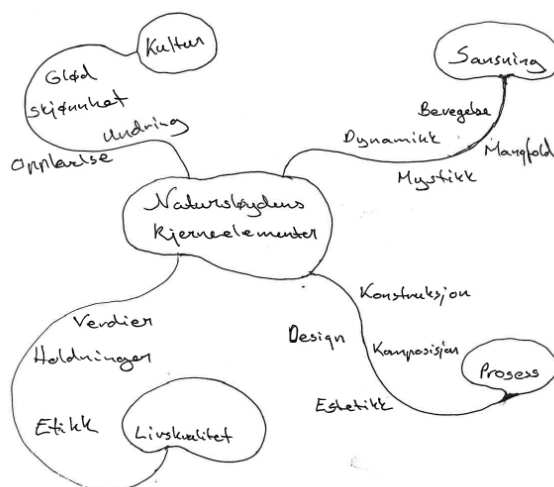 Kultur
Glød
Skjønnhet
Undring
Opplevelse
Sansning
Bevegelse
Dynamikk
Mangfold
Mystikk
Natursløydens
kjerneelementer
Konstruksjon
Design
Komposisjon
Prosess
Estetikk
Verdier
Holdninger
Etikk
Livskvalitet